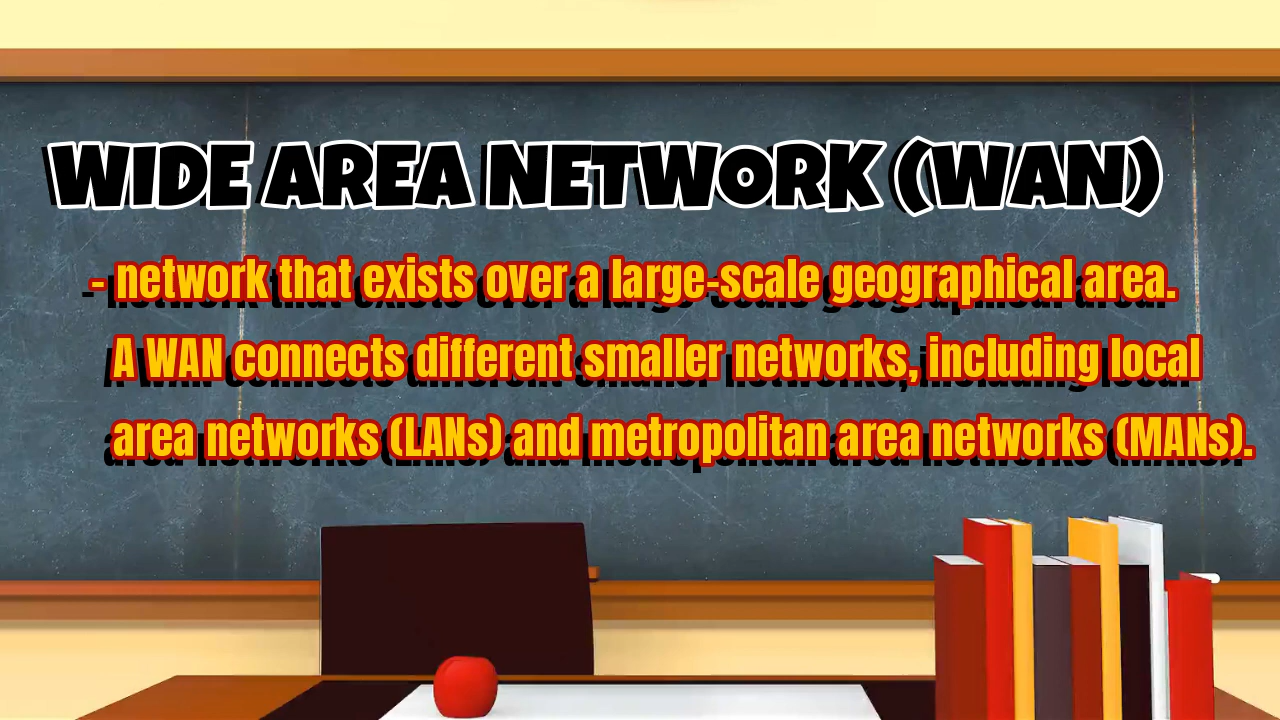 WIDE AREA NETWORK (WAN)
- network that exists over a large-scale geographical area.
A WAN connects different smaller networks, including local
area networks (LANs) and metropolitan area networks (MANs).